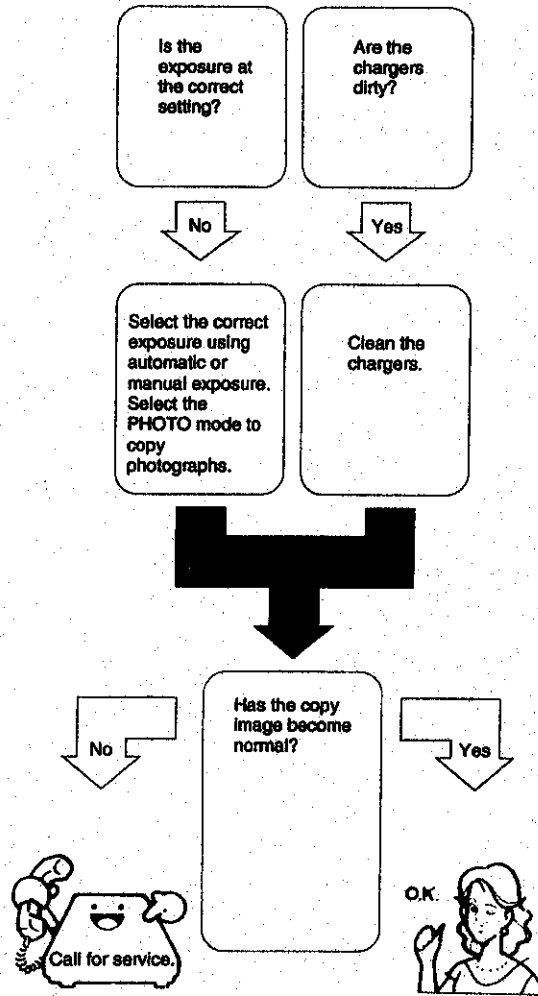 Is the
exposure at
the correct
setting?
Are the
chargers
dirty?
No
Yes
Select the correct
exposure using
automatic or
manual exposure.
Select the
PHOTO mode to
copy
photographs.
Clean the
chargers.
Has the copy
image become
normal?
No
Yes
Call for service.
O.K.